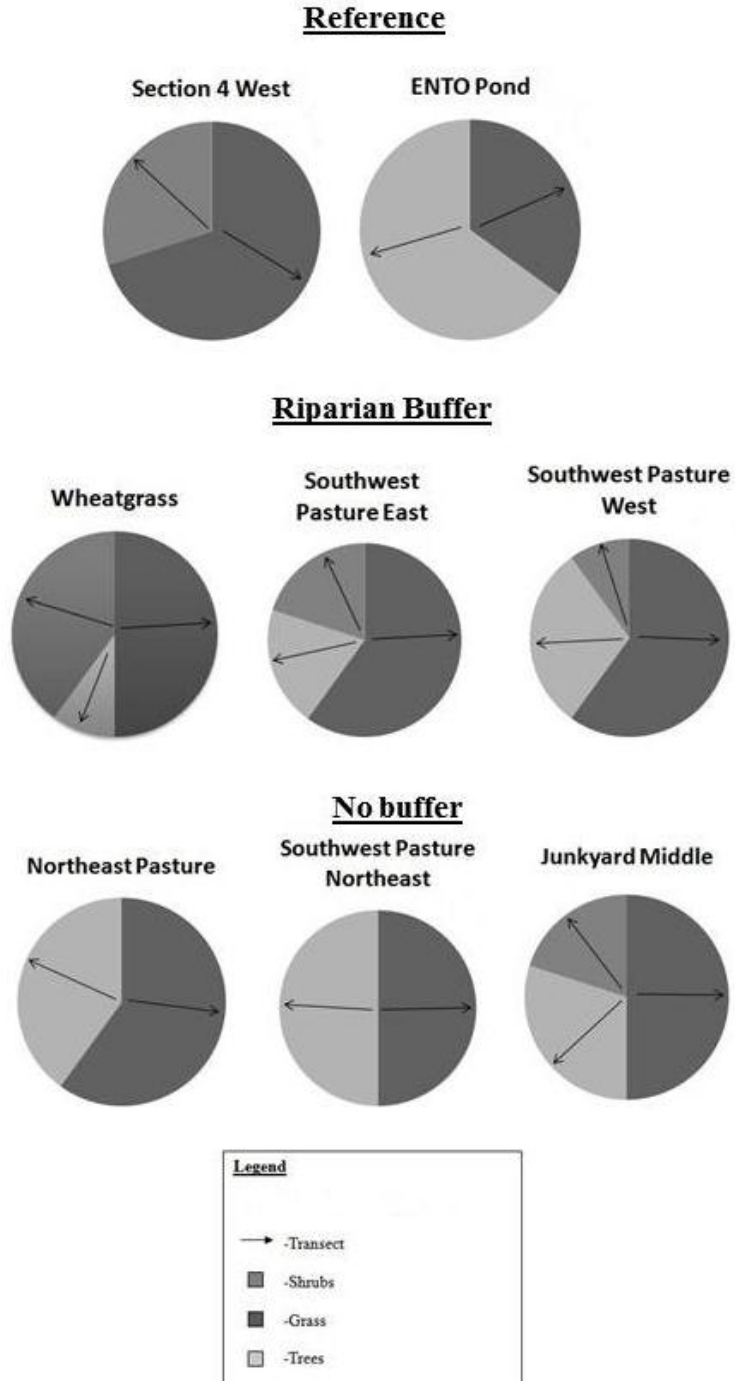 Reference
Section 4 West
ENTO Pond
Riparian Buffer
Wheatgrass
Southwest
Pasture East
Southwest Pasture
West
No buffer
Northeast Pasture
Southwest Pasture
Northeast
Junkyard Middle
Legend
-Transect
-Shrubs
-Grass
-Trees